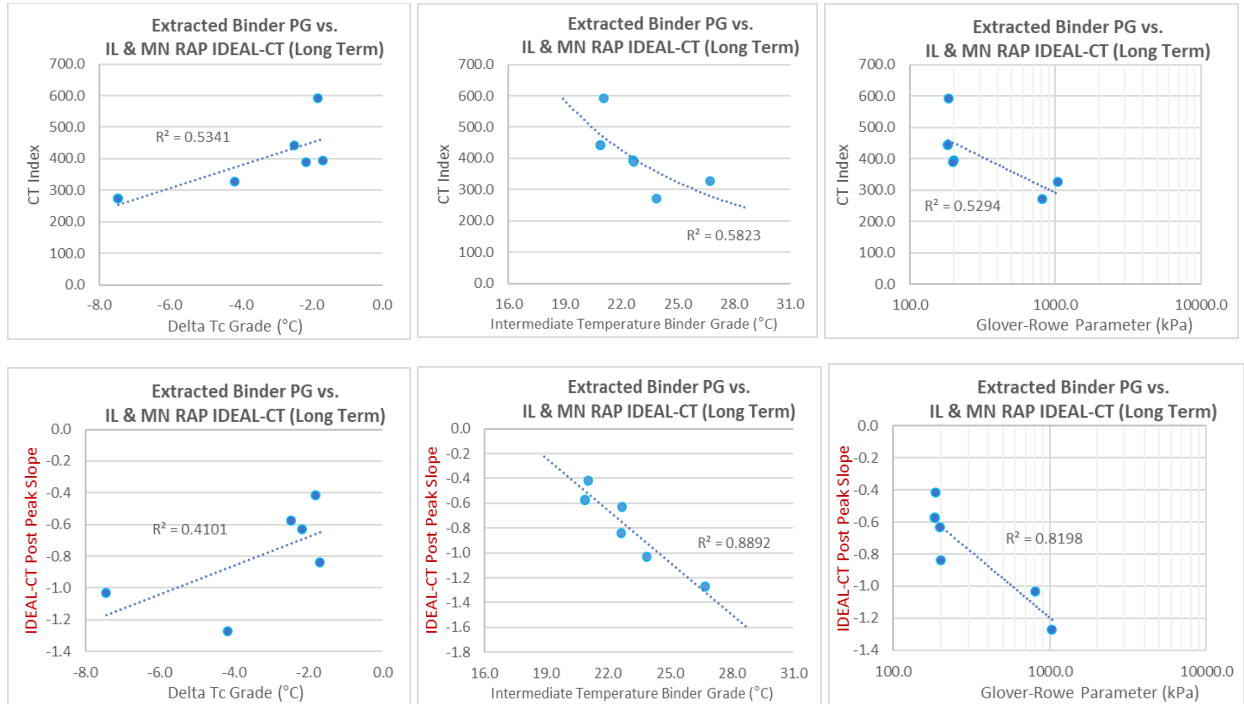 Extracted Binder PG vs.
IL & MN RAP IDEAL-CT (Long Term)
700.0
600.0
500.0
400.0
300.0
200.0
100.0
0.0
CT Index
R² = 0.5341
-8.0 -6.0 -4.0 -2.0 0.0
Delta Tc Grade (°C)
Extracted Binder PG vs.
IL & MN RAP IDEAL-CT (Long Term)
700.0
600.0
500.0
400.0
300.0
200.0
100.0
0.0
CT Index
R² = 0.5823
16.0 19.0 22.0 25.0 28.0 31.0
Intermediate Temperature Binder Grade (°C)
Extracted Binder PG vs.
IL & MN RAP IDEAL-CT (Long Term)
700.0
600.0
500.0
400.0
300.0
200.0
100.0
0.0
CT Index
R² = 0.5294
100.0 1000.0 10000.0
Glover-Rowe Parameter (kPa)
Extracted Binder PG vs.
IL & MN RAP IDEAL-CT (Long Term)
0.0
-0.2
-0.4
-0.6
-0.8
-1.0
-1.2
-1.4
IDEAL-CT Post Peak Slope
R² = 0.4101
-8.0 -6.0 -4.0 -2.0 0.0
Delta Tc Grade (°C)
Extracted Binder PG vs.
IL & MN RAP IDEAL-CT (Long Term)
0.0
-0.2
-0.4
-0.6
-0.8
-1.0
-1.2
-1.4
-1.6
-1.8
IDEAL-CT Post Peak Slope
R² = 0.8892
16.0 19.0 22.0 25.0 28.0 31.0
Intermediate Temperature Binder Grade (°C)
Extracted Binder PG vs.
IL & MN RAP IDEAL-CT (Long Term)
0.0
-0.2
-0.4
-0.6
-0.8
-1.0
-1.2
-1.4
IDEAL-CT Post Peak Slope
R² = 0.8198
100.0 1000.0 10000.0
Glover-Rowe Parameter (kPa)